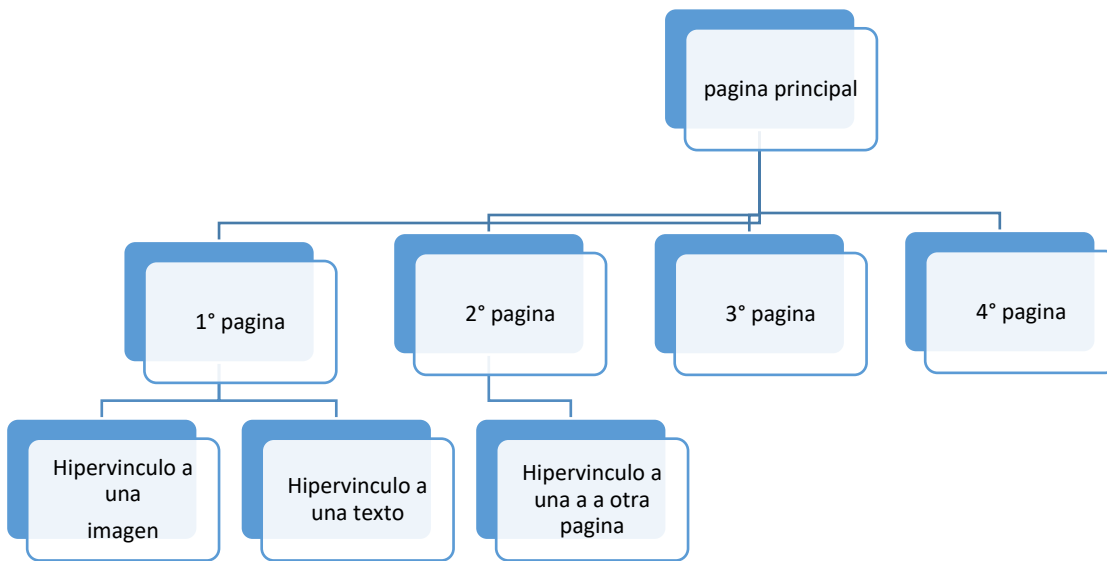 pagina principal
1° pagina
2° pagina
3° pagina
4° pagina
Hipervinculo a
una
imagen
Hipervinculo a
una texto
Hipervinculo a
una a a otra
pagina